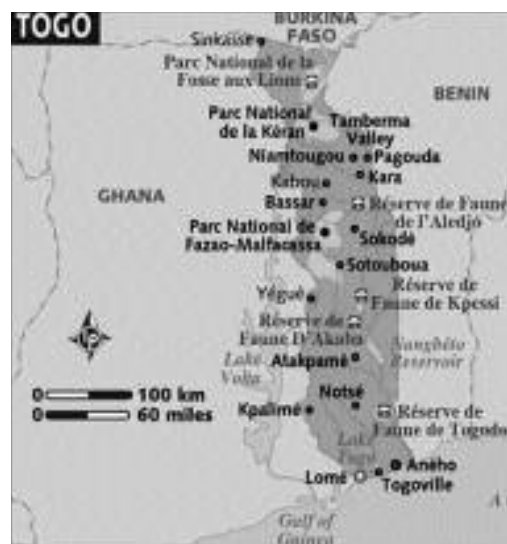 TOGO
BURKINA
FASO
Sinkasse
Parc National de la
Fosse aux Lions
BENIN
Parc National
de la Kéran
Tamberma
Valley
Niamtougou
Pagouda
Kabou
Kara
GHANA
Bassar
Réserve de Faune
de l'Aledjo
Parc National de
Fazao-Malfacassa
Sokodé
Sotouboua
Yégué
Réserve de
Faune de Kpessi
Réserve de
Faune D'Akaba
Nangbéto
Reservoir
Lake
Volta
Atakpamé
0 100 km
0 60 miles
Notsé
Kpalimé
Réserve de
Faune de Togodo
Lake
Togo
Aného
Lomé
Togoville
Gulf of
Guinea